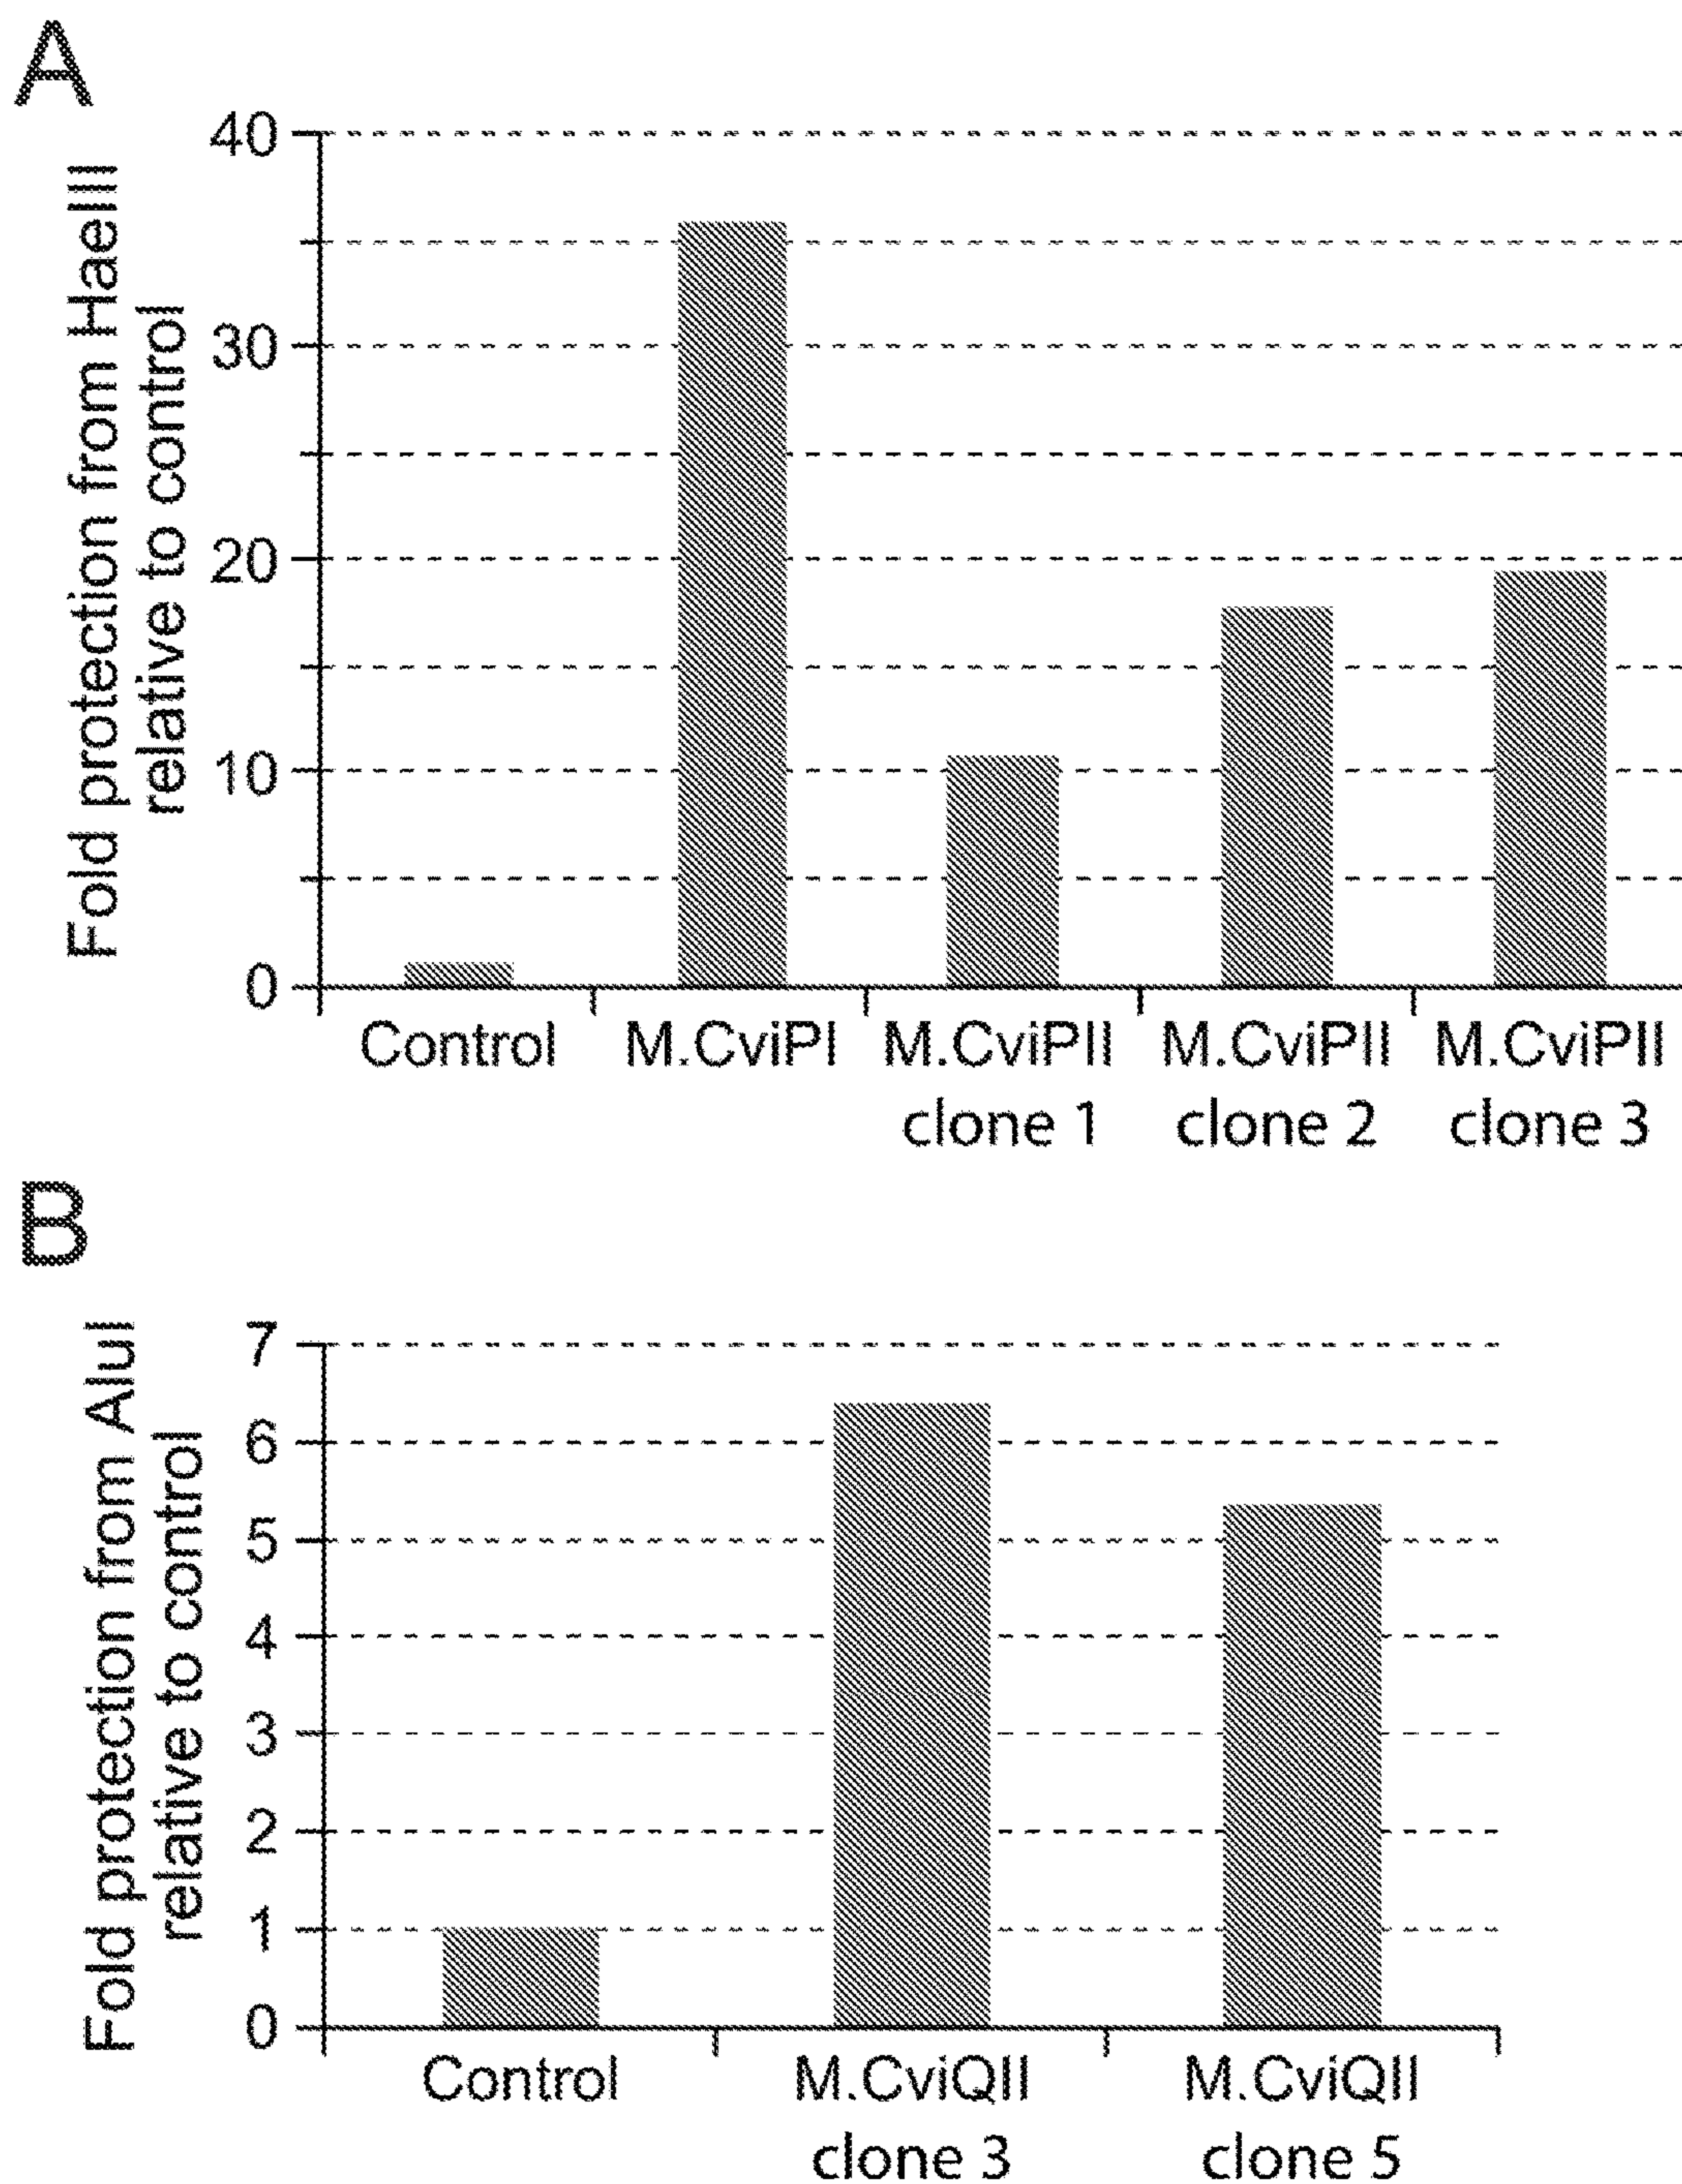 A
Fold protection from HaeIII
relative to control
40
30
20
10
0
Control
M.CviPI
M.CviPII
clone 1
M.CviPII
clone 2
M.CviPII
clone 3
B
Fold protection from AluI
relative to control
7
6
5
4
3
2
1
0
Control
M.CviQII
clone 3
M.CviQII
clone 5